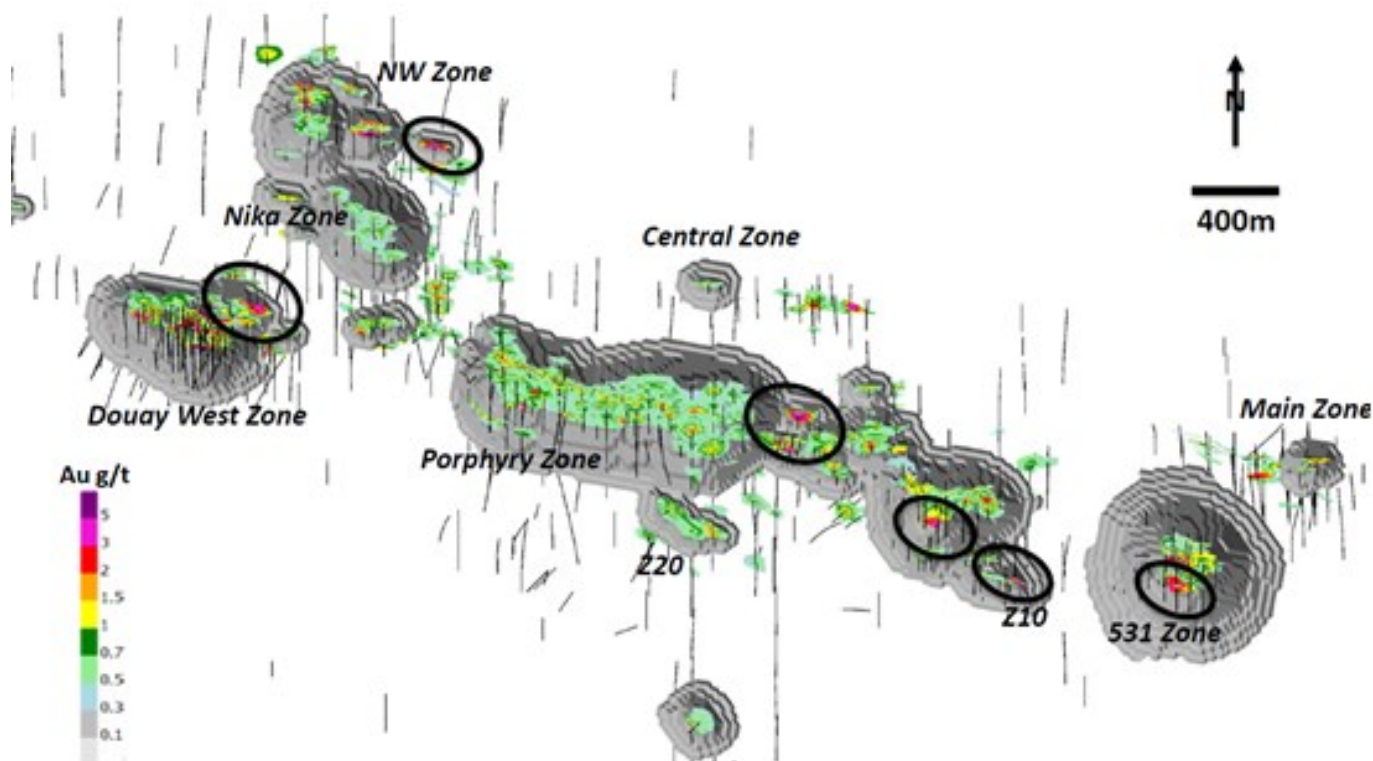 NW Zone
N
400m
Nika Zone
Central Zone
Douay West Zone
Main Zone
Porphyry Zone
Au g/t
5
3
2
1.5
1
0.7
0.5
0.3
0.1
Z20
Z10
531 Zone